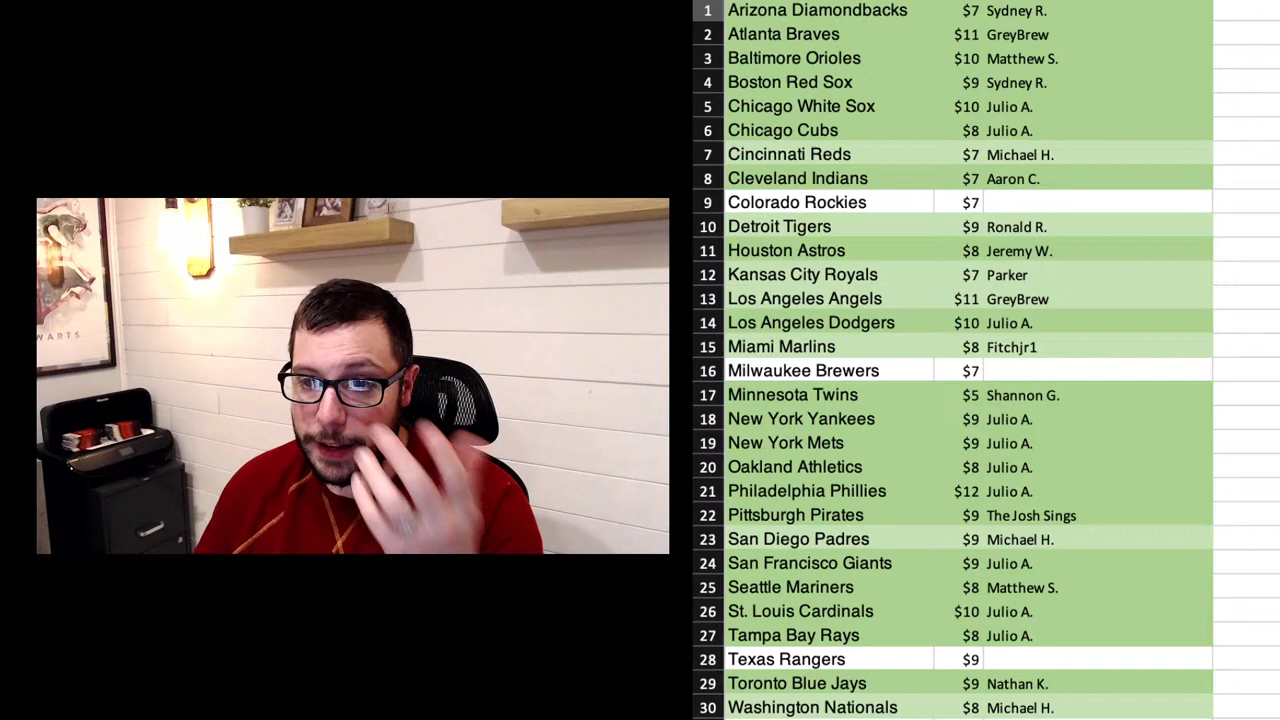 WARTS
1 Arizona Diamondbacks $7 Sydney R.
2 Atlanta Braves $11 GreyBrew
3 Baltimore Orioles $10 Matthew S.
4 Boston Red Sox $9 Sydney R.
5 Chicago White Sox $10 Julio A.
6 Chicago Cubs $8 Julio A.
7 Cincinnati Reds $7 Michael H.
8 Cleveland Indians $7 Aaron C.
9 Colorado Rockies $7
10 Detroit Tigers $9 Ronald R.
11 Houston Astros $8 Jeremy W.
12 Kansas City Royals $7 Parker
13 Los Angeles Angels $11 GreyBrew
14 Los Angeles Dodgers $10 Julio A.
15 Miami Marlins $8 Fitchjr1
16 Milwaukee Brewers $7
17 Minnesota Twins $5 Shannon G.
18 New York Yankees $9 Julio A.
19 New York Mets $9 Julio A.
20 Oakland Athletics $8 Julio A.
21 Philadelphia Phillies $12 Julio A.
22 Pittsburgh Pirates $9 The Josh Sings
23 San Diego Padres $9 Michael H.
24 San Francisco Giants $9 Julio A.
25 Seattle Mariners $8 Matthew S.
26 St. Louis Cardinals $10 Julio A.
27 Tampa Bay Rays $8 Julio A.
28 Texas Rangers $9
29 Toronto Blue Jays $9 Nathan K.
30 Washington Nationals $8 Michael H.